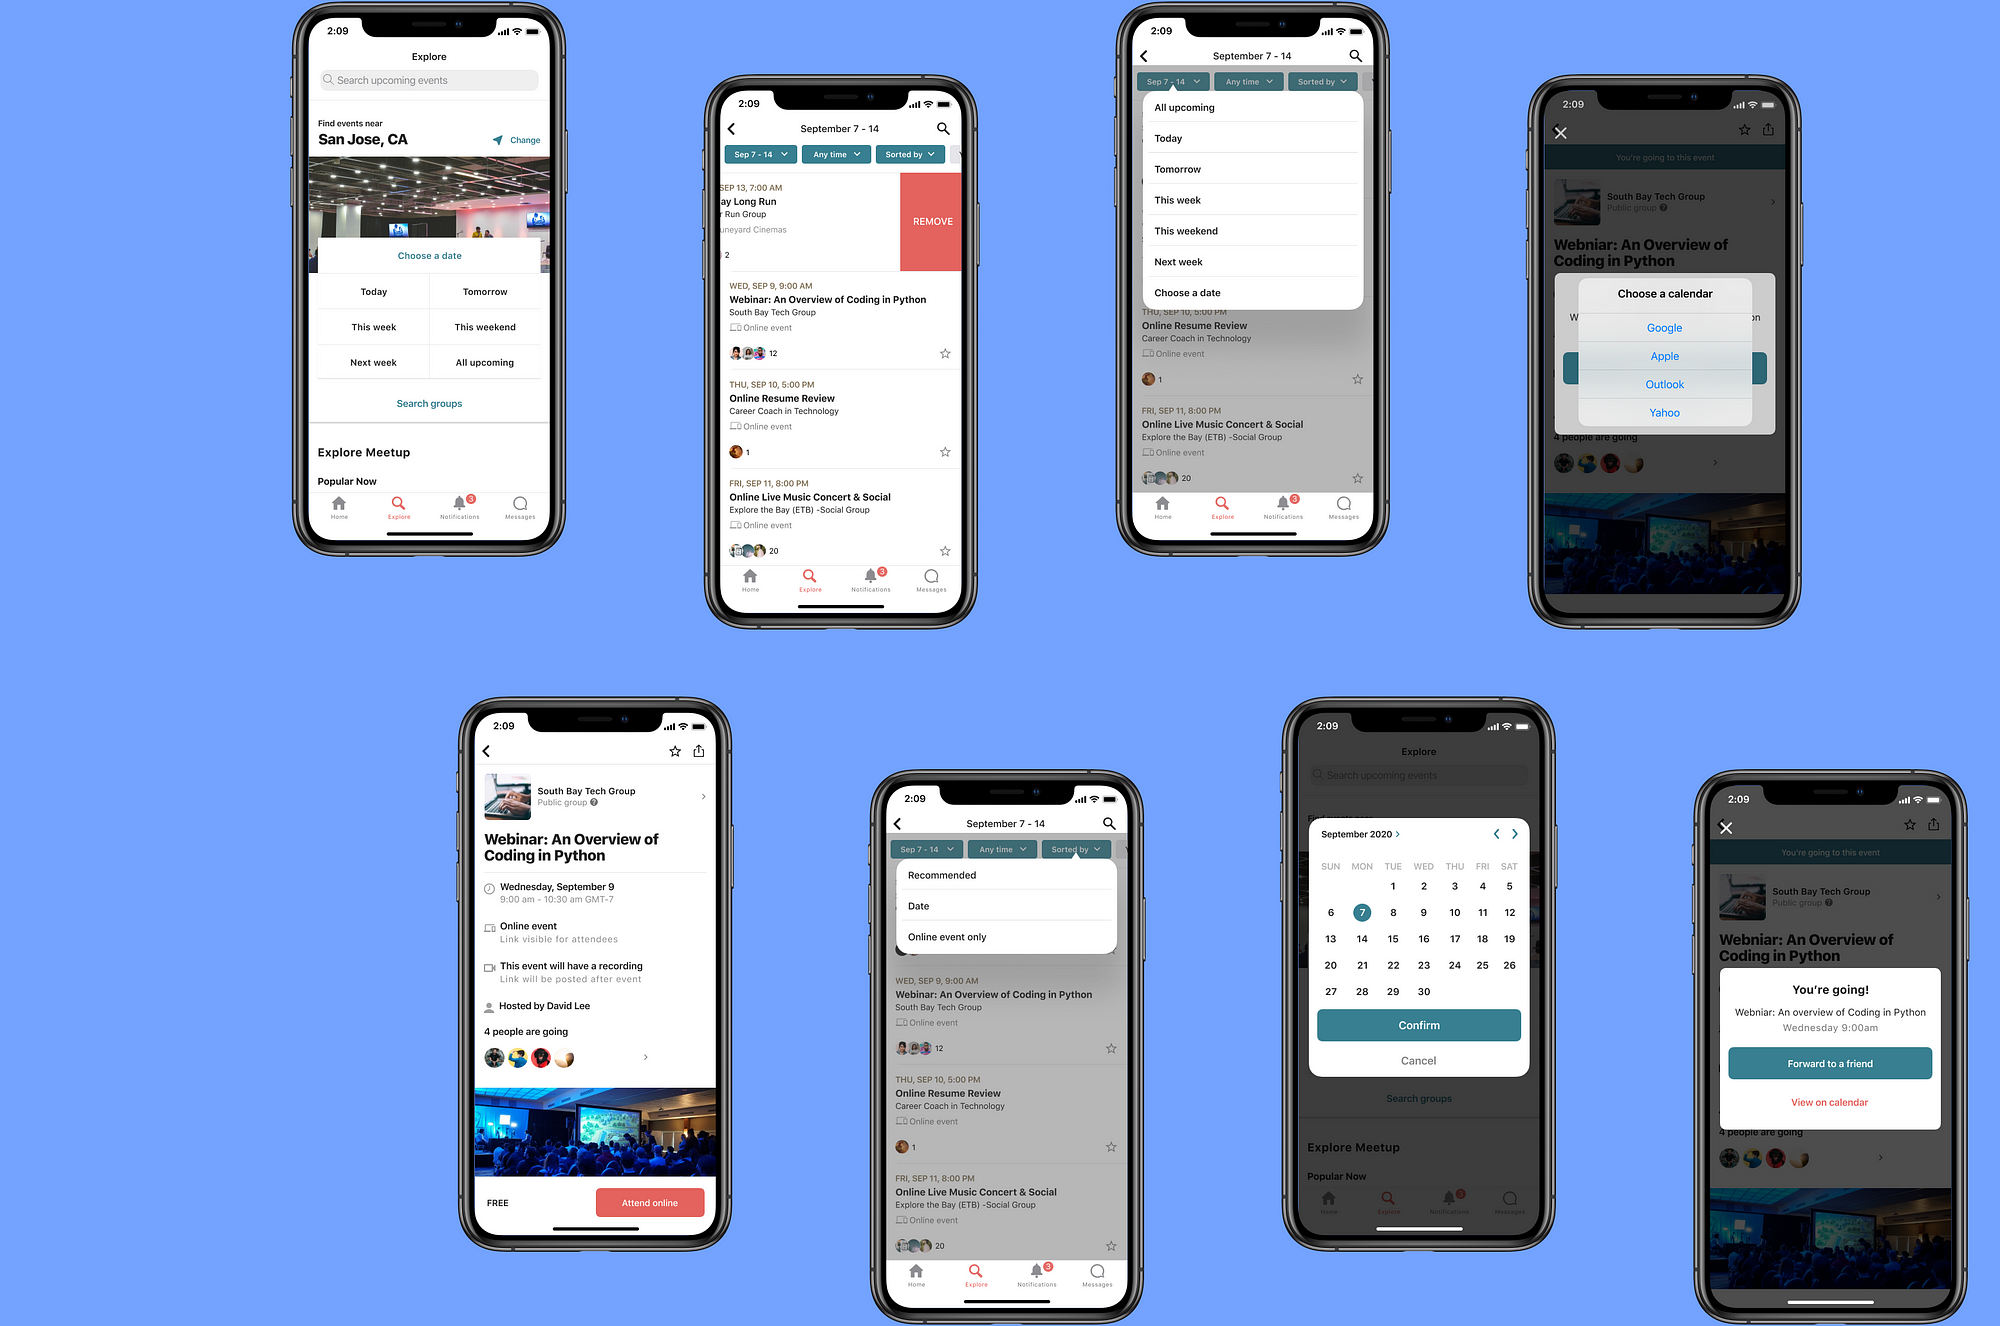 2:09
Explore
Search upcoming events
Find events near
San Jose, CA
Change
Choose a date
Today
Tomorrow
This week
This weekend
Next week
All upcoming
Search groups
Explore Meetup
Popular Now
3
Home
Explore
Notifications
Messages
2:09
September 7 - 14
Sep 7 - 14
Any time
Sorted by
SEP 13, 7:00 AM
ay Long Run
r Run Group
uneyard Cinemas
2
REMOVE
WED, SEP 9, 9:00 AM
Webinar: An Overview of Coding in Python
South Bay Tech Group
Online event
12
THU, SEP 10, 5:00 PM
Online Resume Review
Career Coach in Technology
Online event
1
FRI, SEP 11, 8:00 PM
Online Live Music Concert & Social
Explore the Bay (ETB) -Social Group
Online event
20
3
Home
Explore
Notifications
Messages
2:09
September 7 - 14
Sep 7 - 14
Any time
Sorted by
All upcoming
Today
Tomorrow
This week
This weekend
Next week
Choose a date
THU, SEP 10, 5:00 PM
Online Resume Review
Career Coach in Technology
Online event
1
FRI, SEP 11, 8:00 PM
Online Live Music Concert & Social
Explore the Bay (ETB) -Social Group
Online event
20
3
Home
Explore
Notifications
Messages
2:09
You're going to this event
South Bay Tech Group
Public group ?
Webniar: An Overview of
Coding in Python
Choose a calendar
W
on
Google
Apple
Outlook
Yahoo
4 people are going
2:09
South Bay Tech Group
Public group ?
Webinar: An Overview of
Coding in Python
Wednesday, September 9
9:00 am - 10:30 am GMT-7
Online event
Link visible for attendees
This event will have a recording
Link will be posted after event
Hosted by David Lee
4 people are going
FREE
Attend online
2:09
September 7 - 14
Sep 7 - 14
Any time
Sorted by
Recommended
Date
Online event only
WED, SEP 9, 9:00 AM
Webinar: An Overview of Coding in Python
South Bay Tech Group
Online event
12
THU, SEP 10, 5:00 PM
Online Resume Review
Career Coach in Technology
Online event
1
FRI, SEP 11, 8:00 PM
Online Live Music Concert & Social
Explore the Bay (ETB) -Social Group
Online event
20
3
Home
Explore
Notifications
Messages
2:09
Explore
Search upcoming events
September 2020
SUN MON TUE WED THU FRI SAT
1 2 3 4 5
6 7 8 9 10 11 12
13 14 15 16 17 18 19
20 21 22 23 24 25 26
27 28 29 30
Confirm
Cancel
Search groups
Explore Meetup
Popular Now
3
Home
Explore
Notifications
Messages
2:09
You're going to this event
South Bay Tech Group
Public group ?
Webniar: An Overview of
Coding in Python
You're going!
Webniar: An overview of Coding in Python
Wednesday 9:00am
Forward to a friend
View on calendar
4 people are going